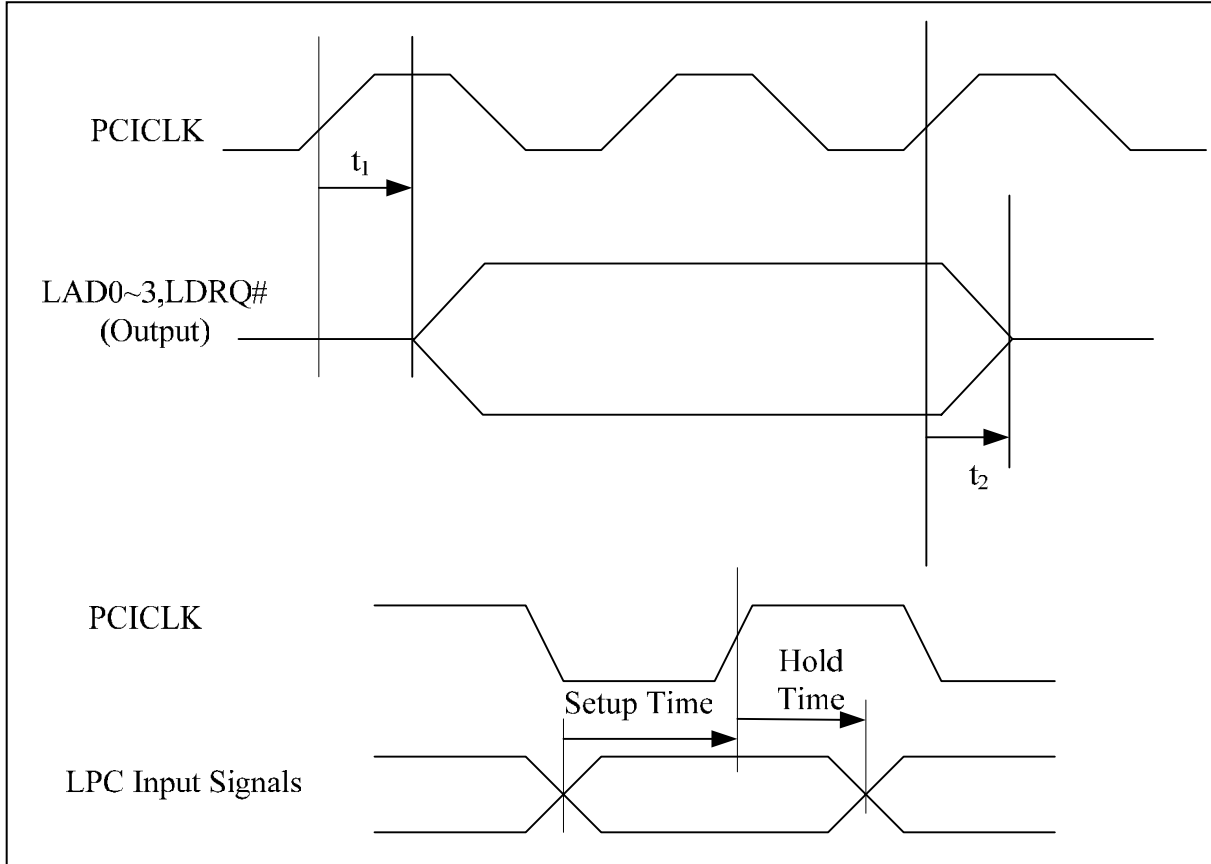 PCICLK
t1
LAD0~3,LDRQ#
(Output)
t2
PCICLK
Hold
Time
Setup Time
LPC Input Signals